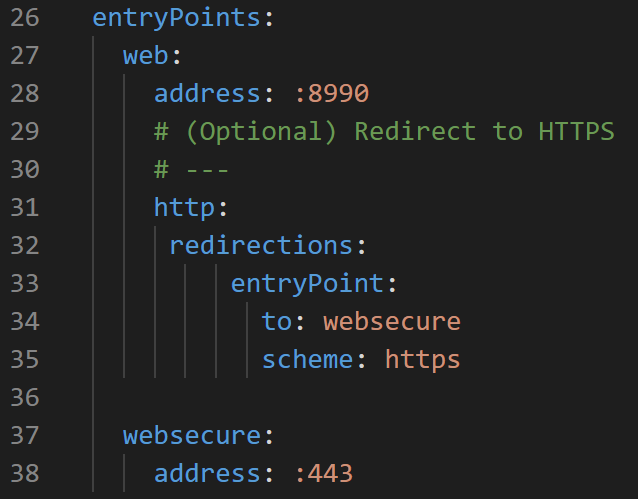 26 entryPoints:
27   web:
28     address: :8990
29     # (Optional) Redirect to HTTPS
30     # ---
31     http:
32      redirections:
33          entryPoint:
34            to: websecure
35            scheme: https
36
37   websecure:
38     address: :443